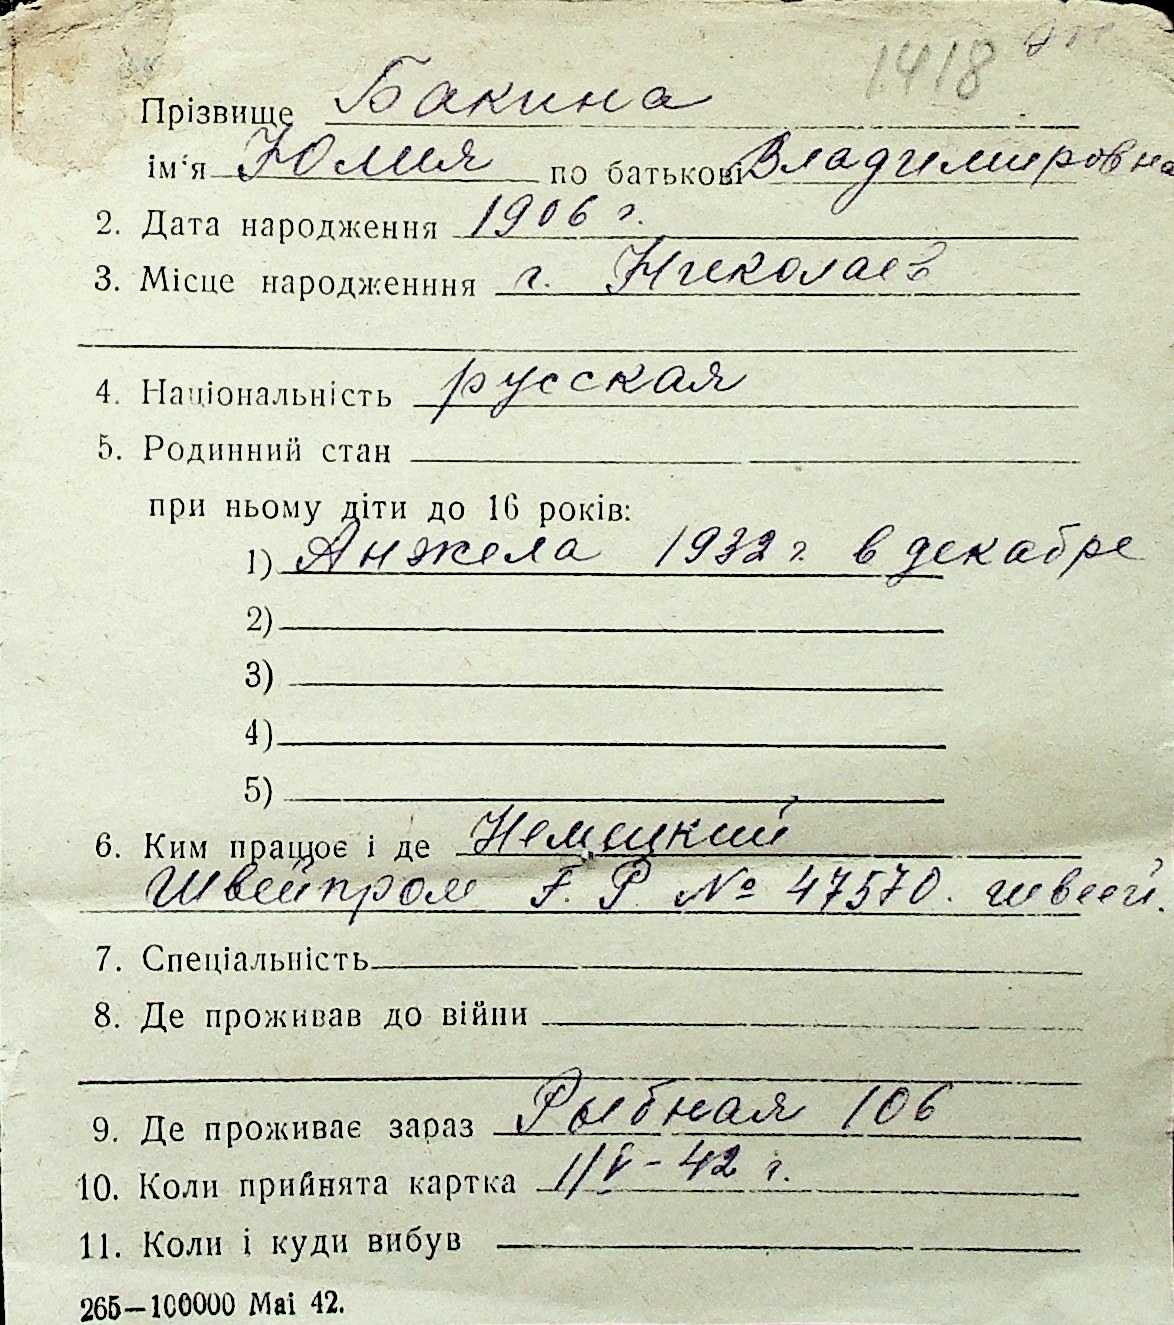 1418
Прізвище Бакина
ім'я Юлия по батькові Владимировна
2. Дата народження 1906 г.
3. Місце народженння г. Николаев
4. Національність русская
5. Родинний стан
при ньому діти до 16 років:
1) Анжела 1932 г. в декабре
2)
3)
4)
5)
6. Ким працює і де Немецкий
Швейпром F. P. № 47570. швеей.
7. Спеціальність
8. Де проживав до війни
9. Де проживає зараз Рыбная 106
10. Коли прийнята картка 1/V-42 г.
11. Коли і куди вибув
265—100000 Mai 42.